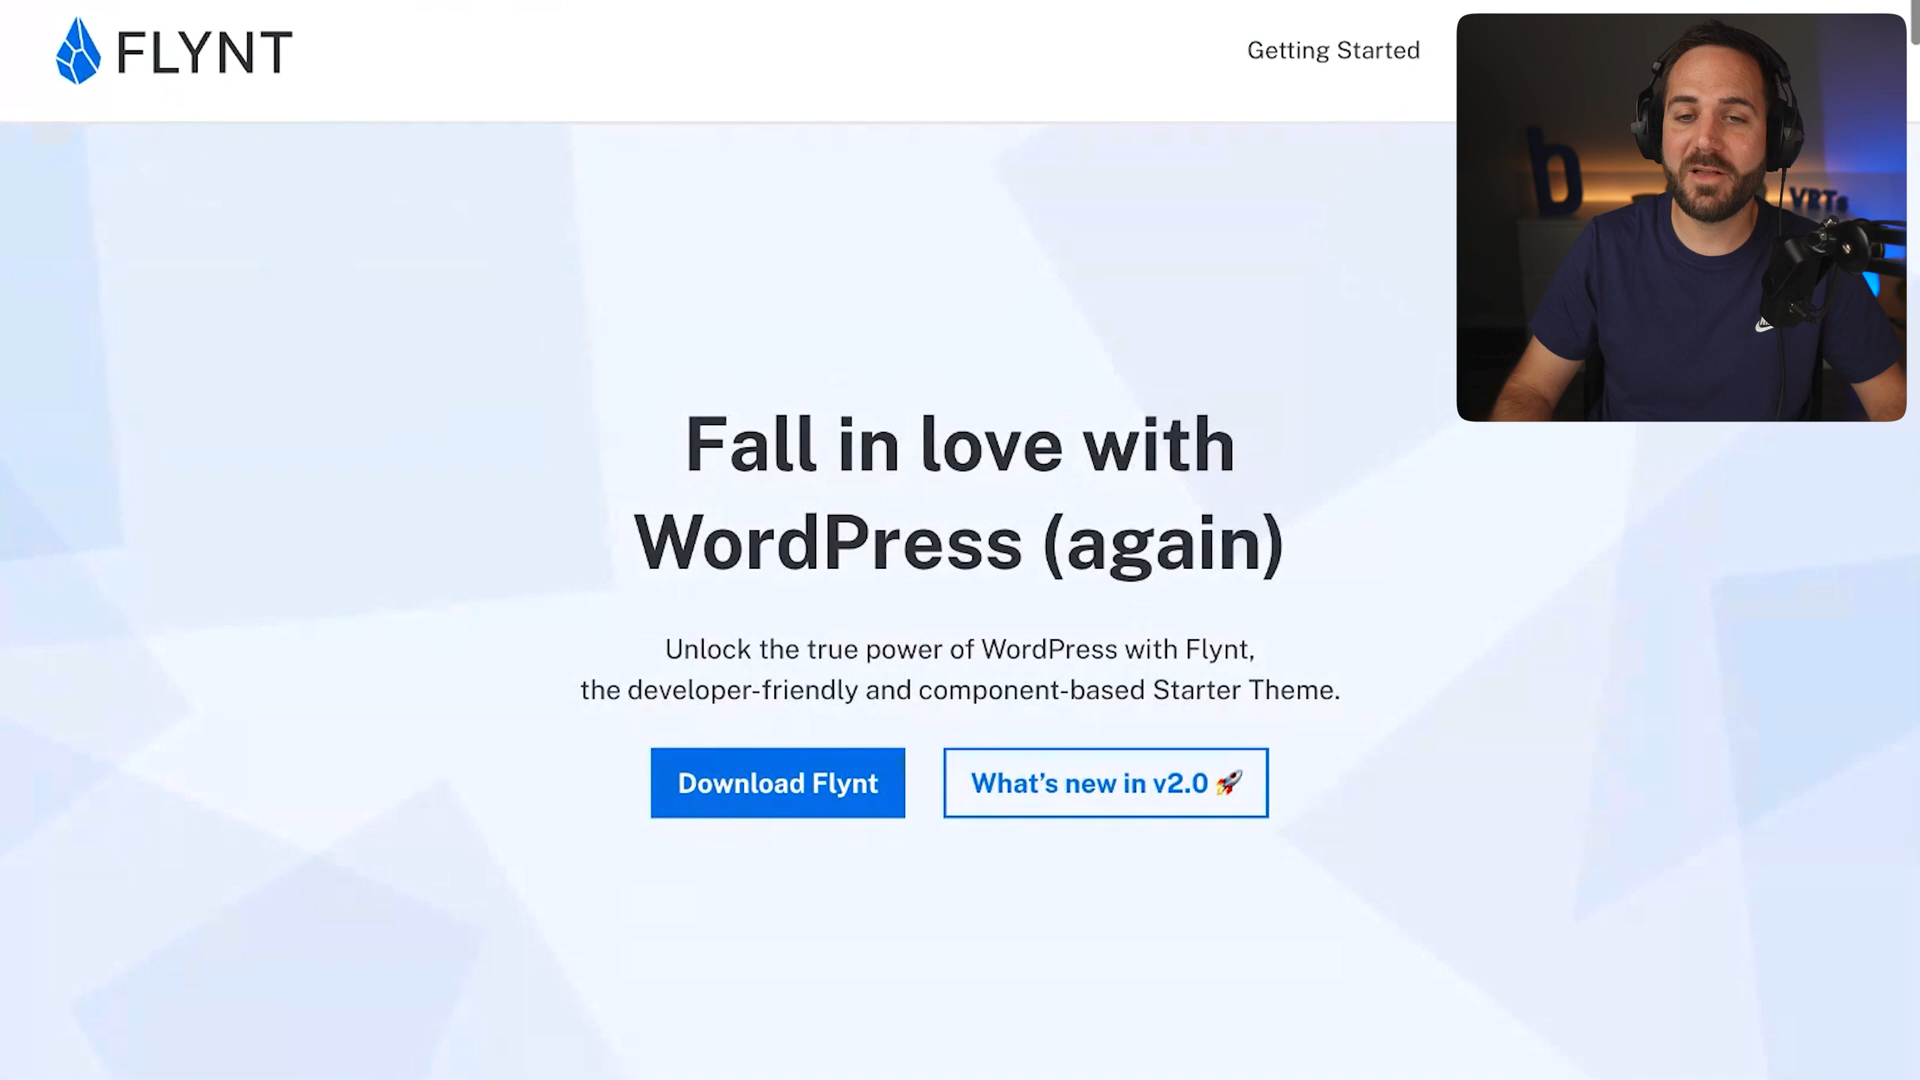 FLYNT
Getting Started
b
VRTs
Fall in love with
WordPress (again)
Unlock the true power of WordPress with Flynt,
the developer-friendly and component-based Starter Theme.
Download Flynt
What’s new in v2.0 🚀